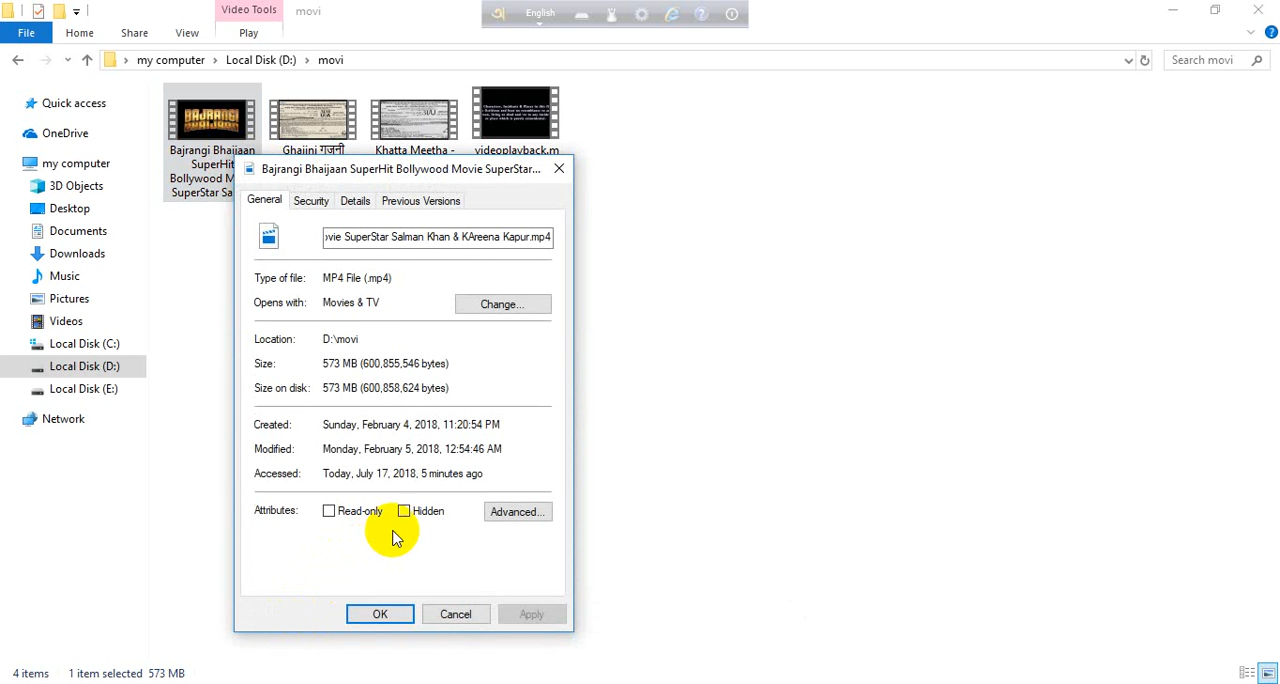 Video Tools
movi
English
File
Home
Share
View
Play
my computer
Local Disk (D:)
movi
Search movi
Quick access
OneDrive
my computer
3D Objects
Desktop
Documents
Downloads
Music
Pictures
Videos
Local Disk (C:)
Local Disk (D:)
Local Disk (E:)
Network
BAJRANGI
Bajrangi Bhaijaan
SuperHit
Bollywood M
SuperStar Sa
Ghajini गजनी
Khatta Meetha -
videoplayback.m
Bajrangi Bhaijaan SuperHit Bollywood Movie SuperStar...
General
Security
Details
Previous Versions
ovie SuperStar Salman Khan & KAreena Kapur.mp4
Type of file: MP4 File (.mp4)
Opens with: Movies & TV
Change...
Location: D:\movi
Size: 573 MB (600,855,546 bytes)
Size on disk: 573 MB (600,858,624 bytes)
Created: Sunday, February 4, 2018, 11:20:54 PM
Modified: Monday, February 5, 2018, 12:54:46 AM
Accessed: Today, July 17, 2018, 5 minutes ago
Attributes: Read-only Hidden
Advanced...
OK
Cancel
Apply
4 items
1 item selected 573 MB